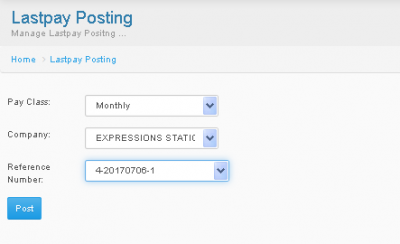 Lastpay Posting
Manage Lastpay Positng ...
Home > Lastpay Posting
Pay Class: Monthly
Company: EXPRESSIONS STATIC
Reference
Number: 4-20170706-1
Post